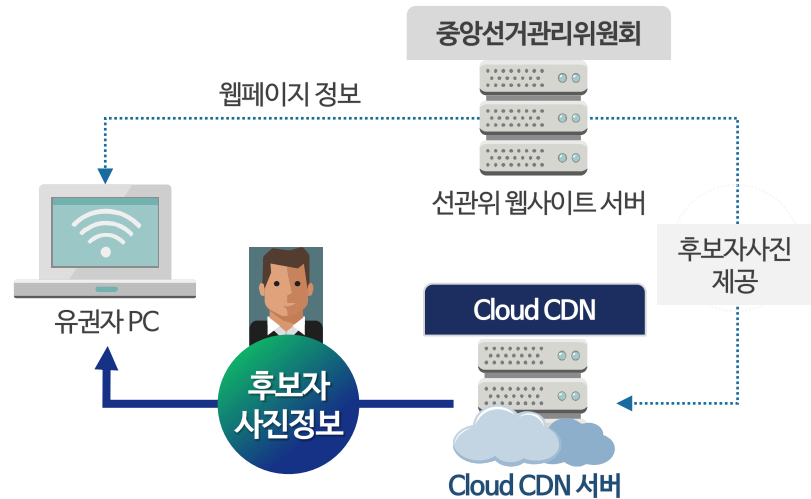 중앙선거관리위원회
웹페이지 정보
선관위 웹사이트 서버
후보자사진
제공
유권자 PC
Cloud CDN
후보자
사진정보
Cloud CDN 서버